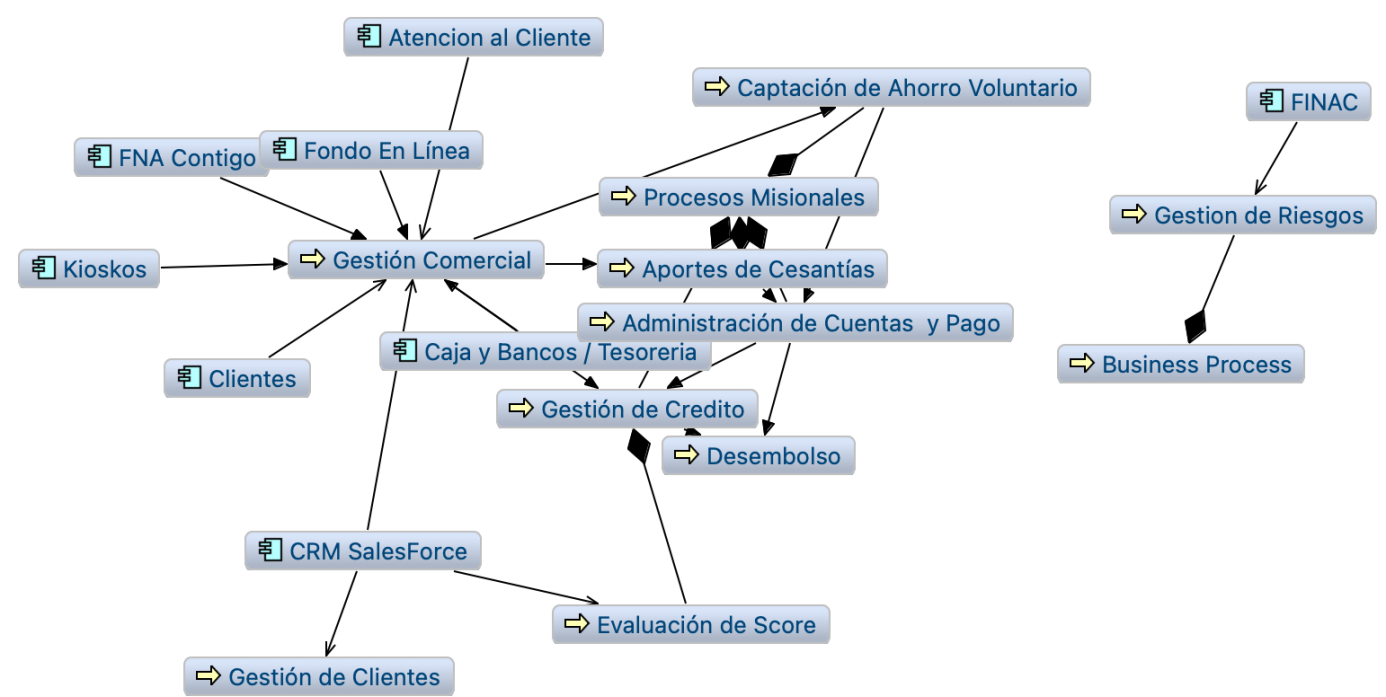 Atencion al Cliente
Captación de Ahorro Voluntario
FINAC
FNA Contigo
Fondo En Línea
Procesos Misionales
Gestion de Riesgos
Kioskos
Gestión Comercial
Aportes de Cesantías
Administración de Cuentas y Pago
Caja y Bancos / Tesoreria
Business Process
Clientes
Gestión de Credito
Desembolso
CRM SalesForce
Evaluación de Score
Gestión de Clientes